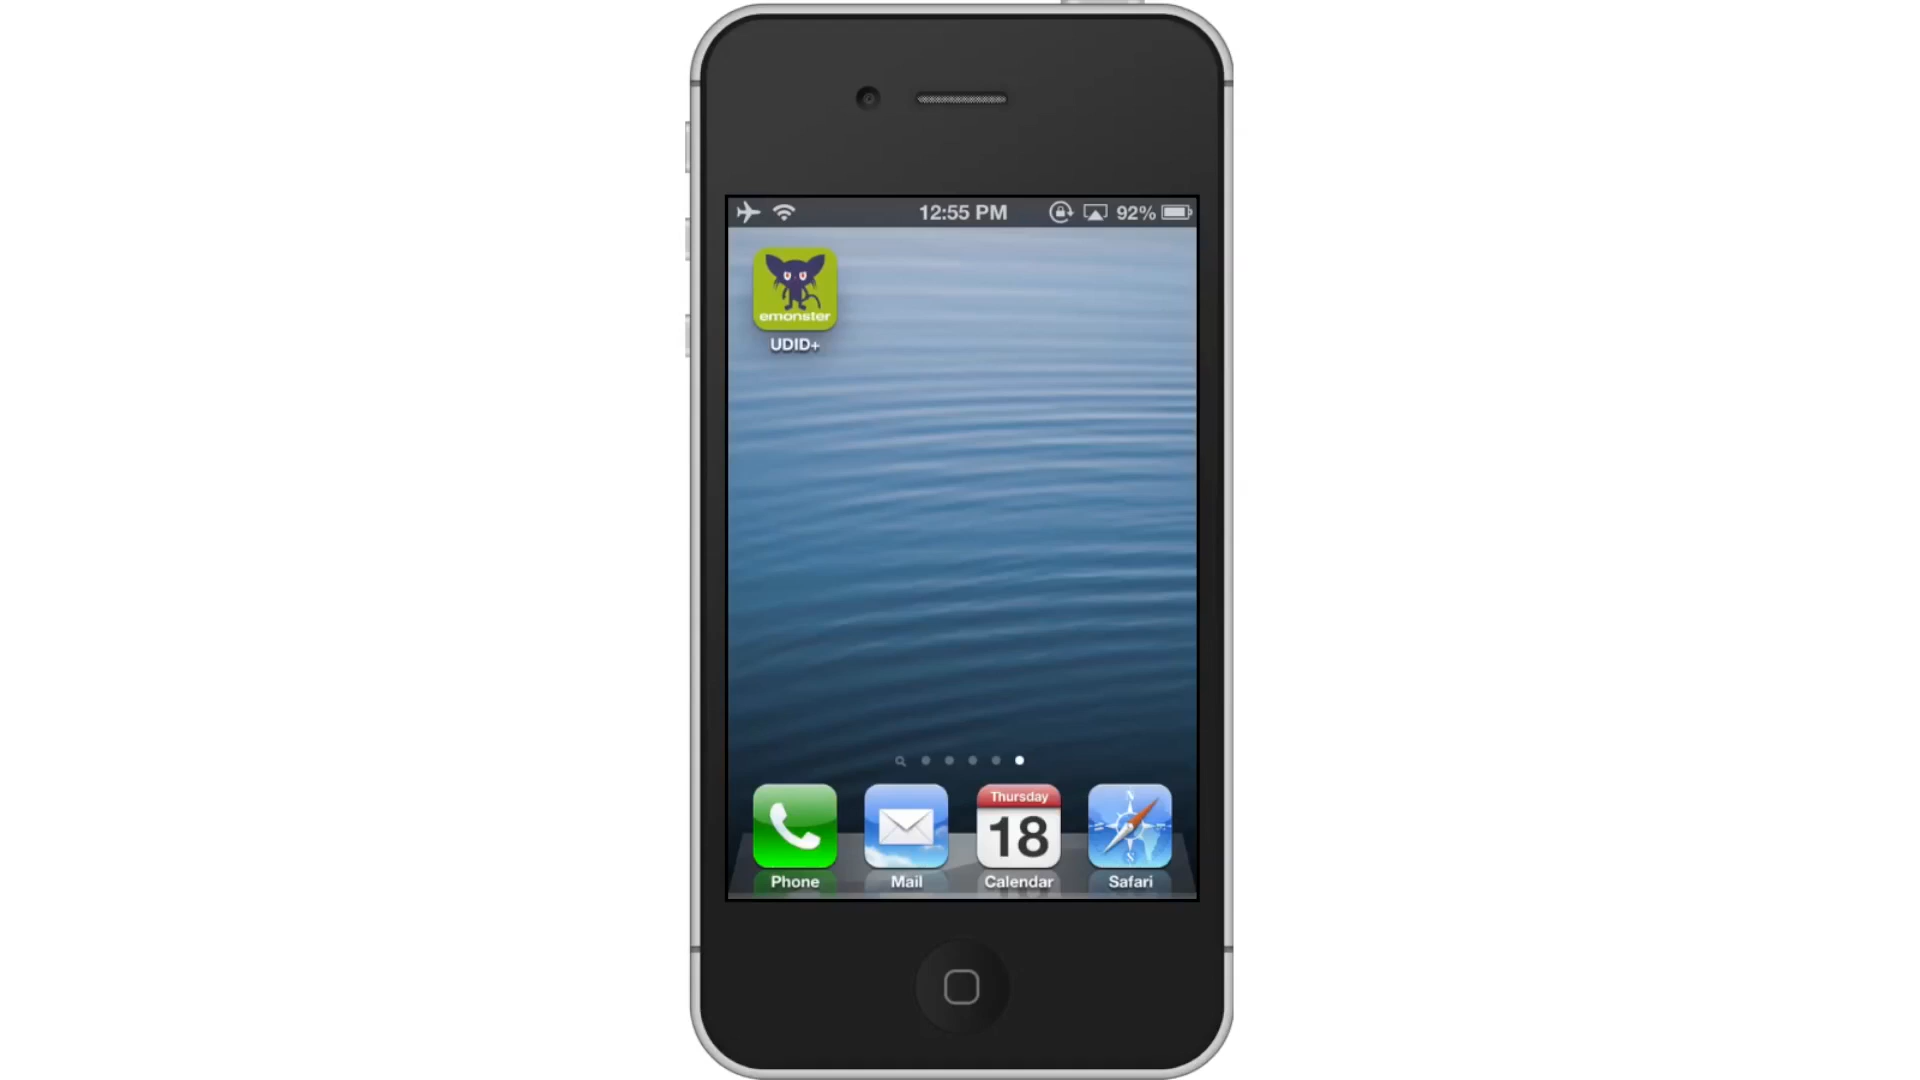 12:55 PM 92%
emonster
UDID+
Thursday
18
N
S
Phone Mail Calendar Safari